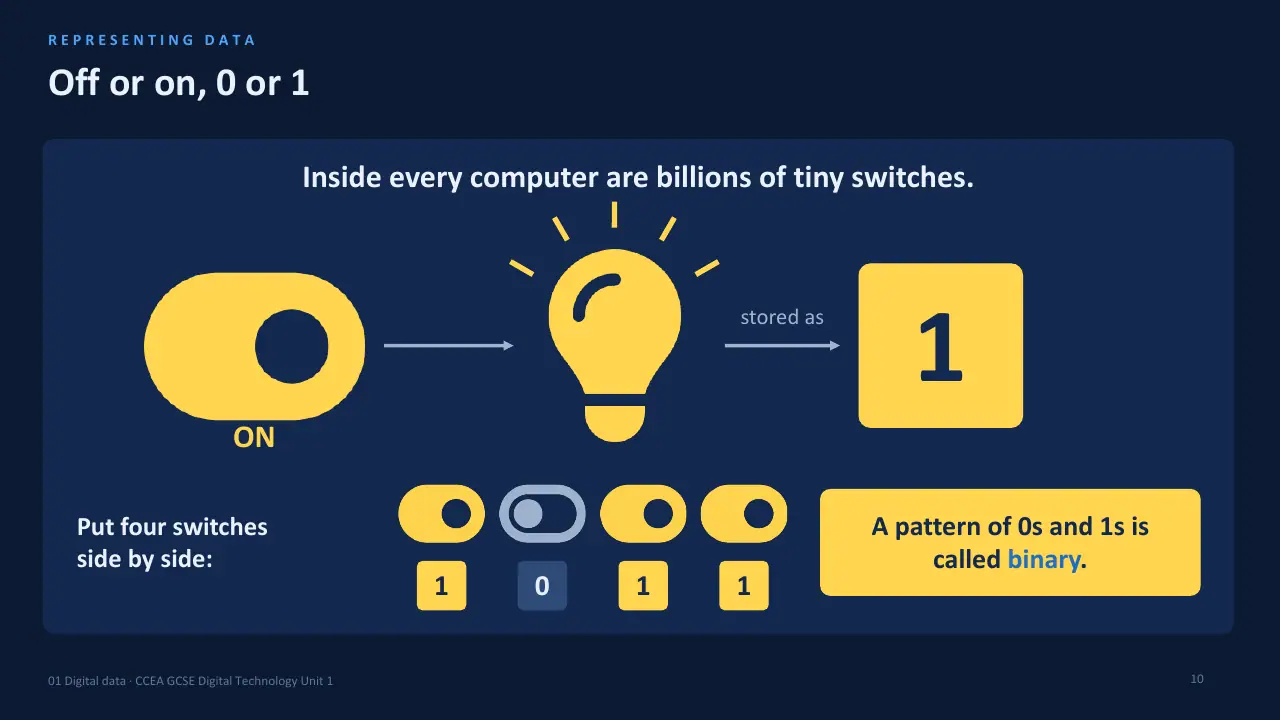 REPRESENTING DATA
Off or on, 0 or 1
Inside every computer are billions of tiny switches.
stored as
1
ON
Put four switches
side by side:
1 0 1 1
A pattern of 0s and 1s is
called binary.
01 Digital data · CCEA GCSE Digital Technology Unit 1
10